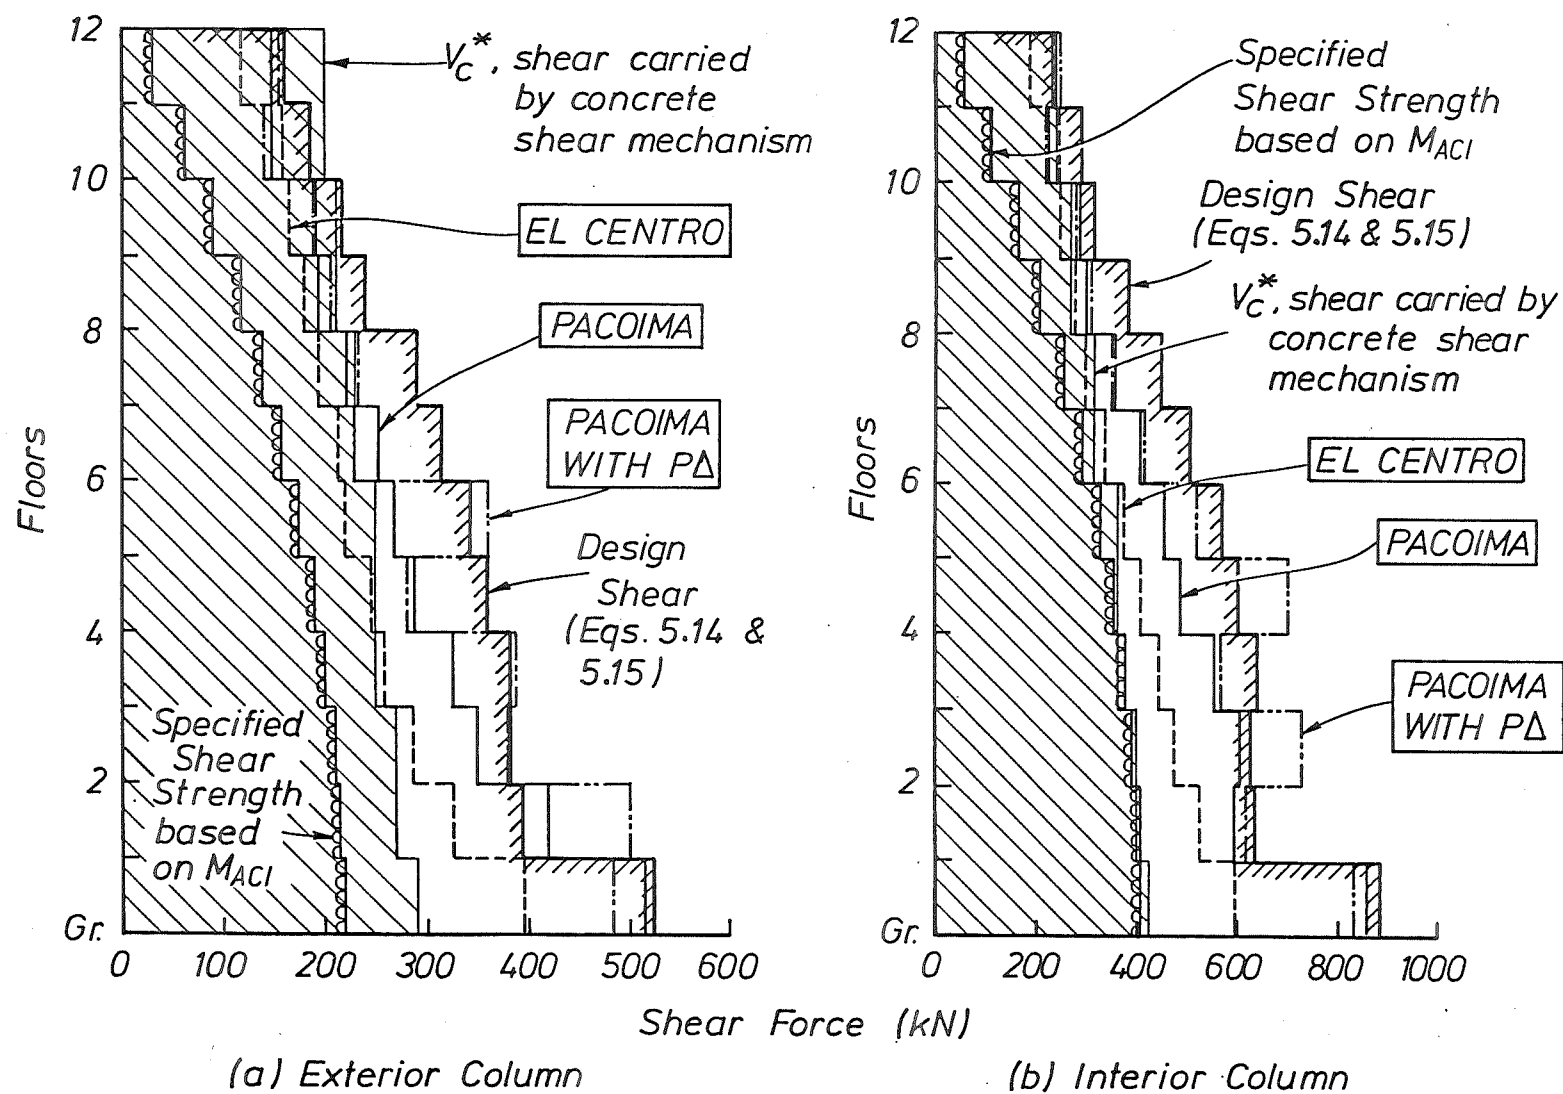 12
10
8
6
4
2
Gr.
Floors
V_C*, shear carried
by concrete
shear mechanism
EL CENTRO
PACOIMA
PACOIMA
WITH PΔ
Design
Shear
(Eqs. 5.14 &
5.15)
Specified
Shear
Strength
based
on M_ACI
0 100 200 300 400 500 600
12
10
8
6
4
2
Gr.
Floors
Specified
Shear Strength
based on M_ACI
Design Shear
(Eqs. 5.14 & 5.15)
V_C*, shear carried by
concrete shear
mechanism
EL CENTRO
PACOIMA
PACOIMA
WITH PΔ
0 200 400 600 800 1000
Shear Force (kN)
(a) Exterior Column
(b) Interior Column